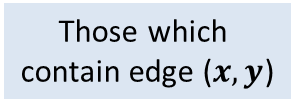 Those which
contain edge (x, y)